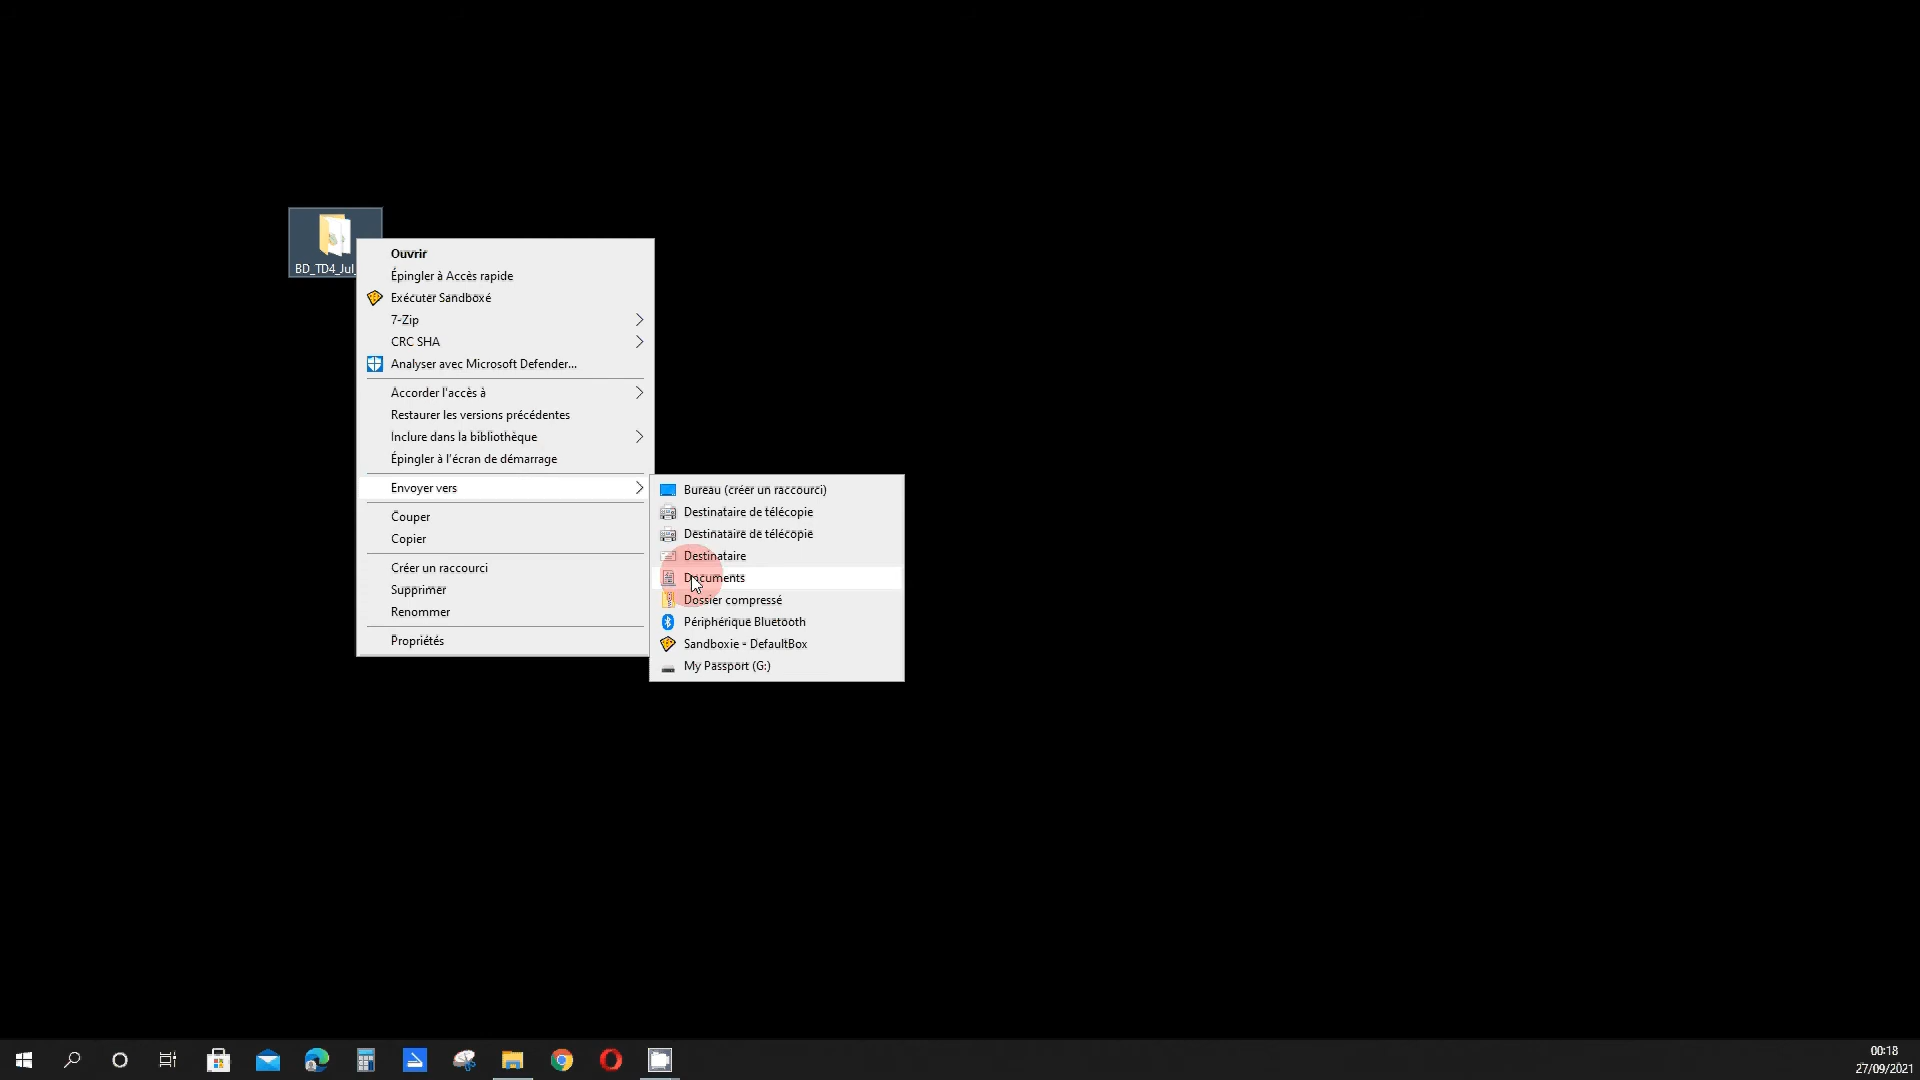 BD_TD4_Jul_
Ouvrir
Épingler à Accès rapide
Exécuter Sandboxé
7-Zip
CRC SHA
Analyser avec Microsoft Defender...
Accorder l'accès à
Restaurer les versions précédentes
Inclure dans la bibliothèque
Épingler à l'écran de démarrage
Envoyer vers
Couper
Copier
Créer un raccourci
Supprimer
Renommer
Propriétés
Bureau (créer un raccourci)
Destinataire de télécopie
Destinataire de télécopie
Destinataire
Documents
Dossier compressé
Périphérique Bluetooth
Sandboxie - DefaultBox
My Passport (G:)
00:18
27/09/2021